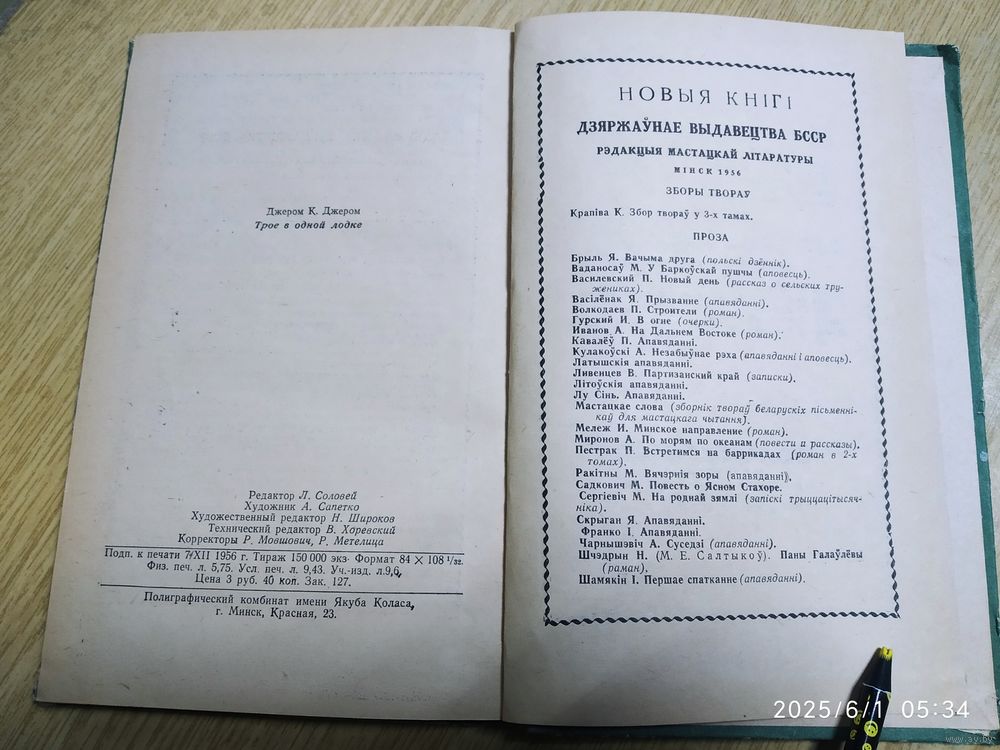 Джером К. Джером
Трое в одной лодке
Редактор Л. Соловей
Художник А. Сапетко
Художественный редактор Н. Широков
Технический редактор В. Хоревский
Корректоры Р. Мовшович, Р. Метелица
Подп. к печати 7/XII 1956 г. Тираж 150 000 экз. Формат 84 × 108 1/32.
Физ. печ. л. 5,75. Усл. печ. л. 9,43. Уч.-изд. л. 9,6.
Цена 3 руб. 40 коп. Зак. 127.
Полиграфический комбинат имени Якуба Коласа,
г. Минск, Красная, 23.
НОВЫЯ КНІГІ
ДЗЯРЖАЎНАЕ ВЫДАВЕЦТВА БССР
РЭДАКЦЫЯ МАСТАЦКАЙ ЛІТАРАТУРЫ
МІНСК 1956
ЗБОРЫ ТВОРАЎ
Крапіва К. Збор твораў у 3-х тамах.
ПРОЗА
Брыль Я. Вачыма друга (польскі дзённік).
Ваданосаў М. У Баркоўскай пушчы (аповесць).
Василевский П. Новый день (рассказ о сельских тру-
жениках).
Васілёнак Я. Прызванне (апавяданні).
Волкодаев П. Строители (роман).
Гурский И. В огне (очерки).
Иванов А. На Дальнем Востоке (роман).
Кавалёў П. Апавяданні.
Кулакоўскі А. Незабыўнае рэха (апавяданні і аповесць).
Латышскія апавяданні.
Ливенцев В. Партизанский край (записки).
Літоўскія апавяданні.
Лу Сінь. Апавяданні.
Мастацкае слова (зборнік твораў беларускіх пісьменні-
каў для мастацкага чытання).
Мележ И. Минское направление (роман).
Миронов А. По морям по океанам (повести и рассказы).
Пестрак П. Встретимся на баррикадах (роман в 2-х
томах).
Ракітны М. Вячэрнія зоры (апавяданні).
Садкович М. Повесть о Ясном Стахоре.
Сергіевіч М. На роднай зямлі (запіскі трыццацітысяч-
ніка).
Скрыган Я. Апавяданні.
Франко І. Апавяданні.
Чарнышэвіч А. Суседзі (апавяданні).
Шчэдрын Н. (М. Е. Салтыкоў). Паны Галаўлёвы
(раман).
Шамякін І. Першае спатканне (апавяданні).
2025/6/1 05:34
www.ay.by